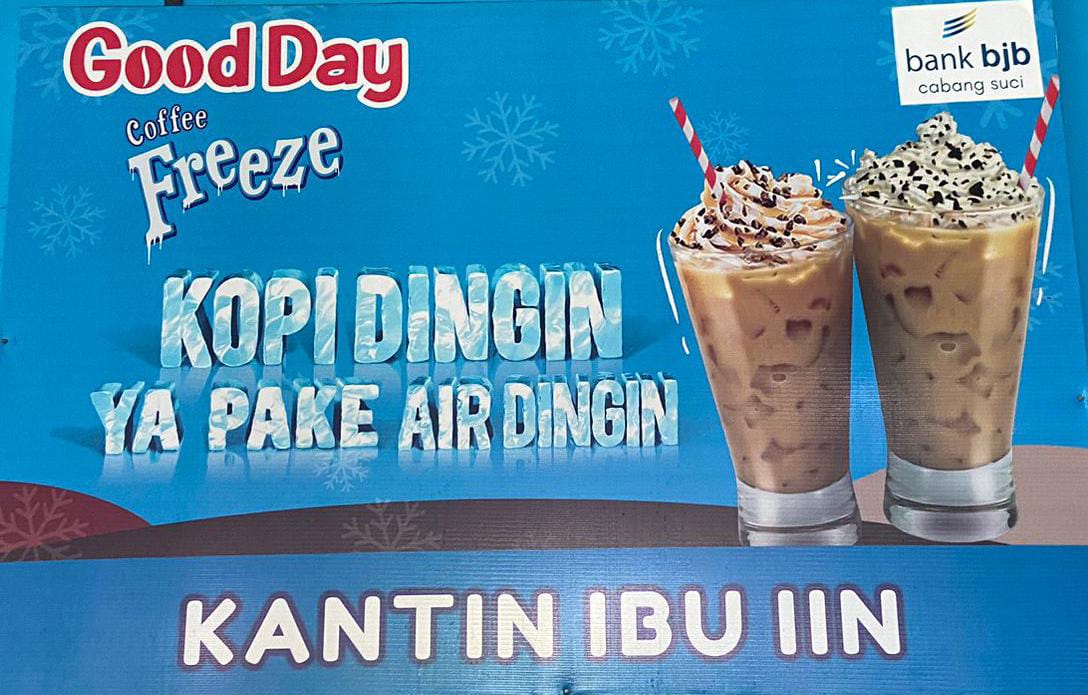 Good Day
Coffee
Freeze
bank bjb
cabang suci
KOPI DINGIN
YA PAKE AIR DINGIN
KANTIN IBU IIN